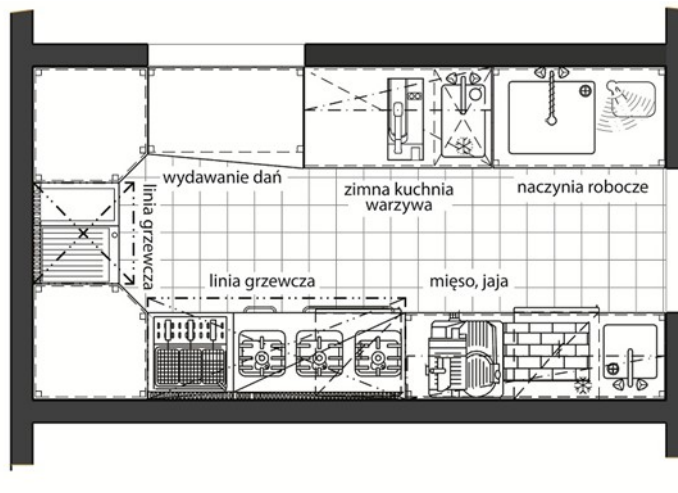 wydawanie dań
zimna kuchnia
warzywa
naczynia robocze
linia grzewcza
linia grzewcza
mięso, jaja